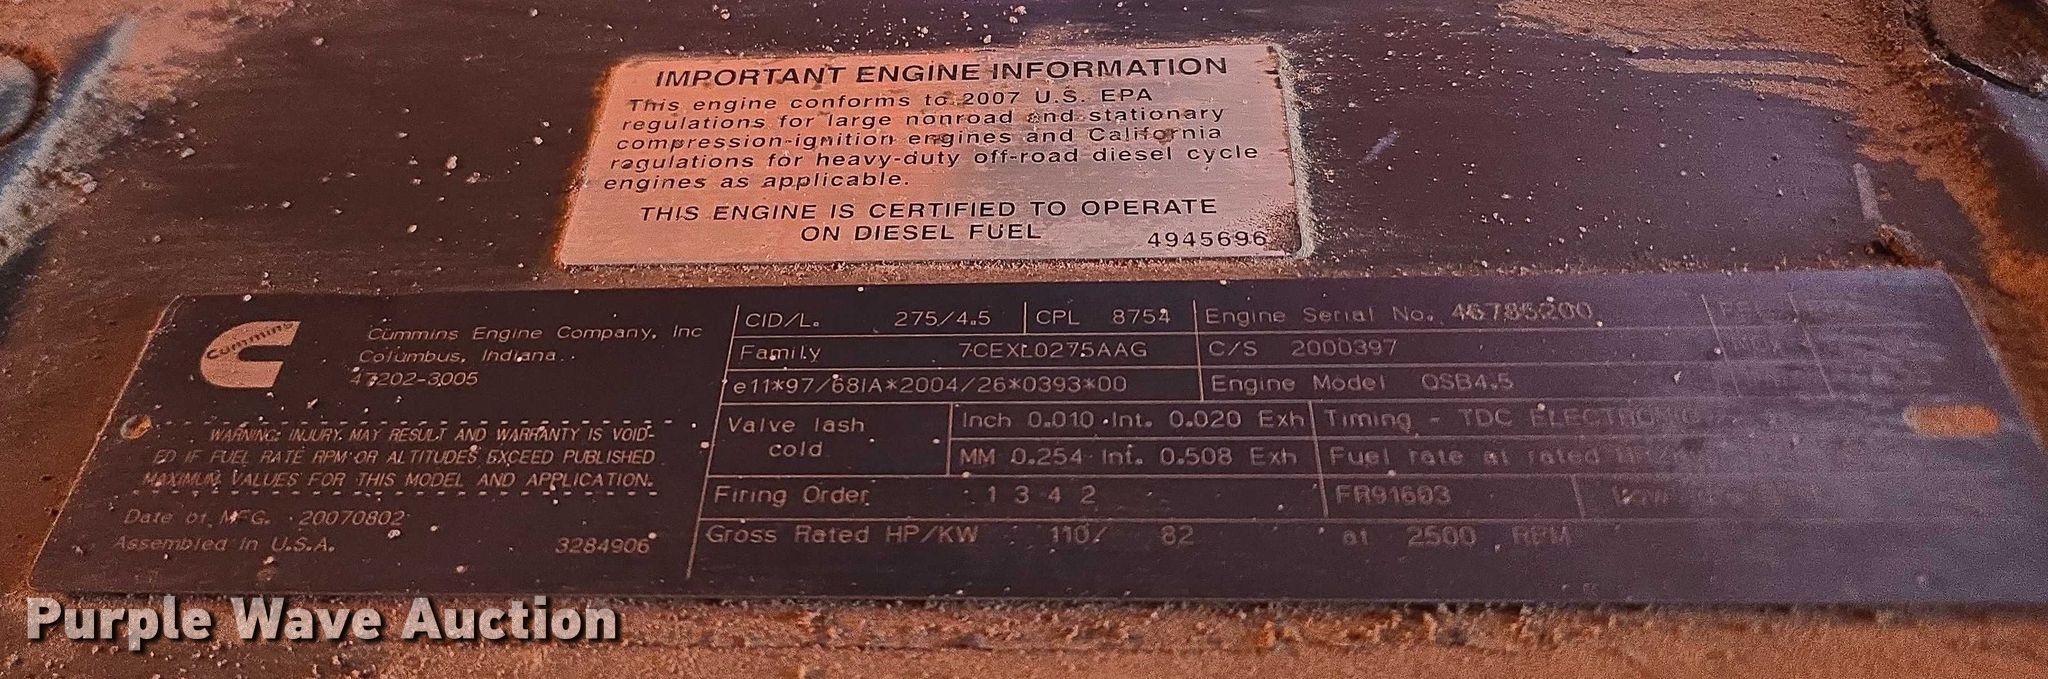 IMPORTANT ENGINE INFORMATION
This engine conforms to 2007 U.S. EPA
regulations for large nonroad and stationary
compression-ignition engines and California
regulations for heavy-duty off-road diesel cycle
engines as applicable.
THIS ENGINE IS CERTIFIED TO OPERATE
ON DIESEL FUEL 4945696
Cummins
Cummins Engine Company, Inc
Columbus, Indiana.
47202-3005
WARNING: INJURY MAY RESULT AND WARRANTY IS VOID-
ED IF FUEL RATE RPM OR ALTITUDES EXCEED PUBLISHED
MAXIMUM VALUES FOR THIS MODEL AND APPLICATION.
Date of MFG. 20070802
Assembled in U.S.A. 3284906
CID/L. 275/4.5 CPL 8754 Engine Serial No. 46785200
Family 7CEXL0275AAG C/S 2000397
e11*97/68IA*2004/26*0393*00 Engine Model QSB4.5
Valve lash cold Inch 0.010 Int. 0.020 Exh Timing - TDC ELECTRONIC
MM 0.254 Int. 0.508 Exh Fuel rate at rated
Firing Order 1 3 4 2 FR91603
Gross Rated HP/KW 110/ 82 at 2500 RPM
Purple Wave Auction